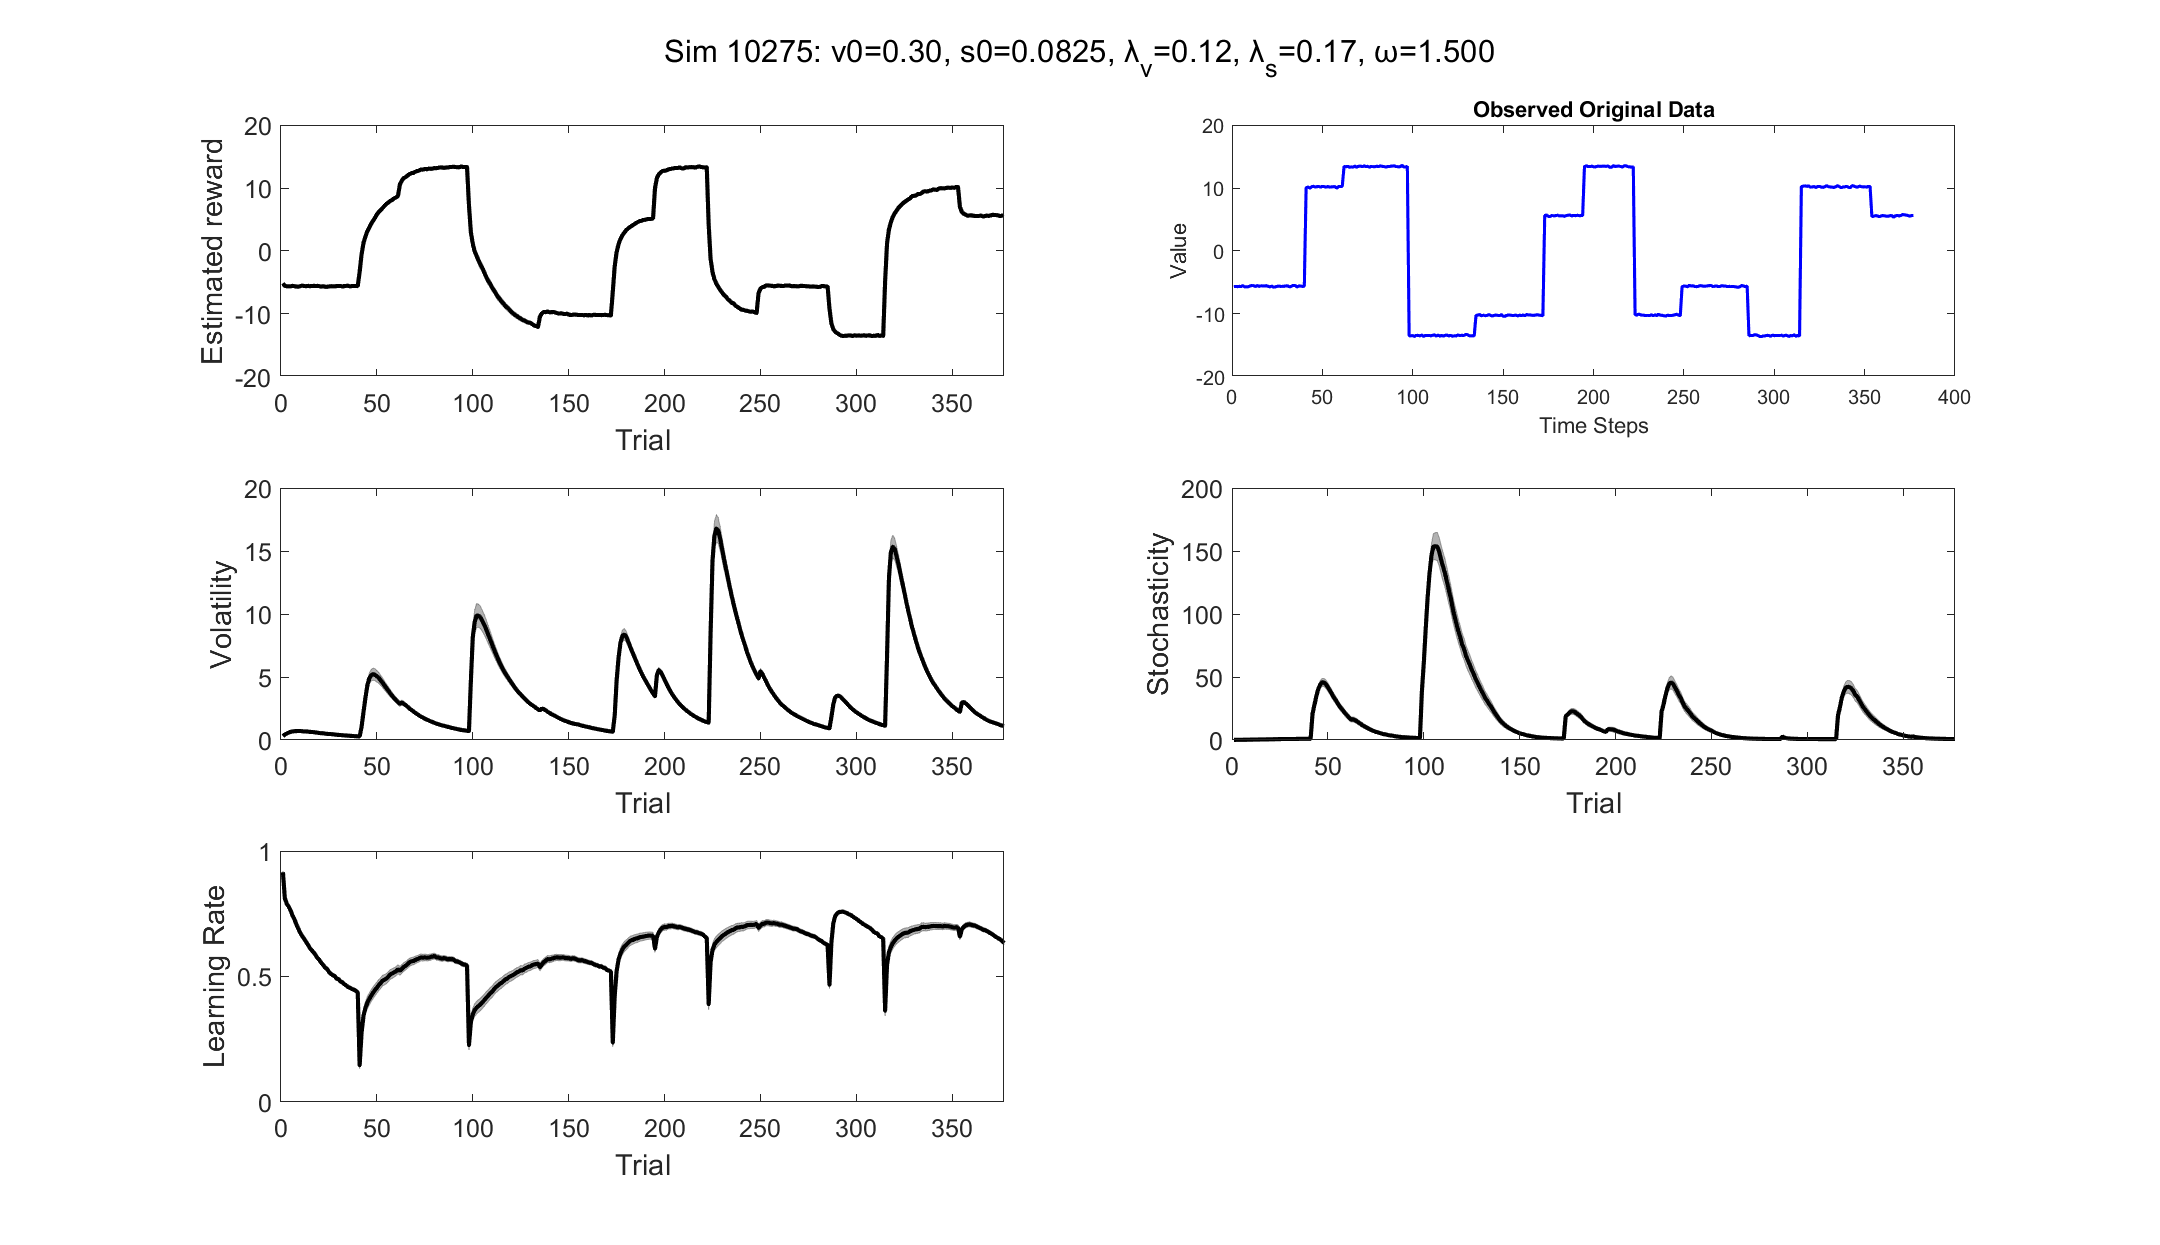 Sim 10275: v0=0.30, s0=0.0825, λv=0.12, λs=0.17, ω=1.500
Estimated reward
20
10
0
-10
-20
0 50 100 150 200 250 300 350
Trial
Observed Original Data
Value
20
10
0
-10
-20
0 50 100 150 200 250 300 350 400
Time Steps
Volatility
20
15
10
5
0
0 50 100 150 200 250 300 350
Trial
Stochasticity
200
150
100
50
0
0 50 100 150 200 250 300 350
Trial
Learning Rate
1
0.5
0
0 50 100 150 200 250 300 350
Trial